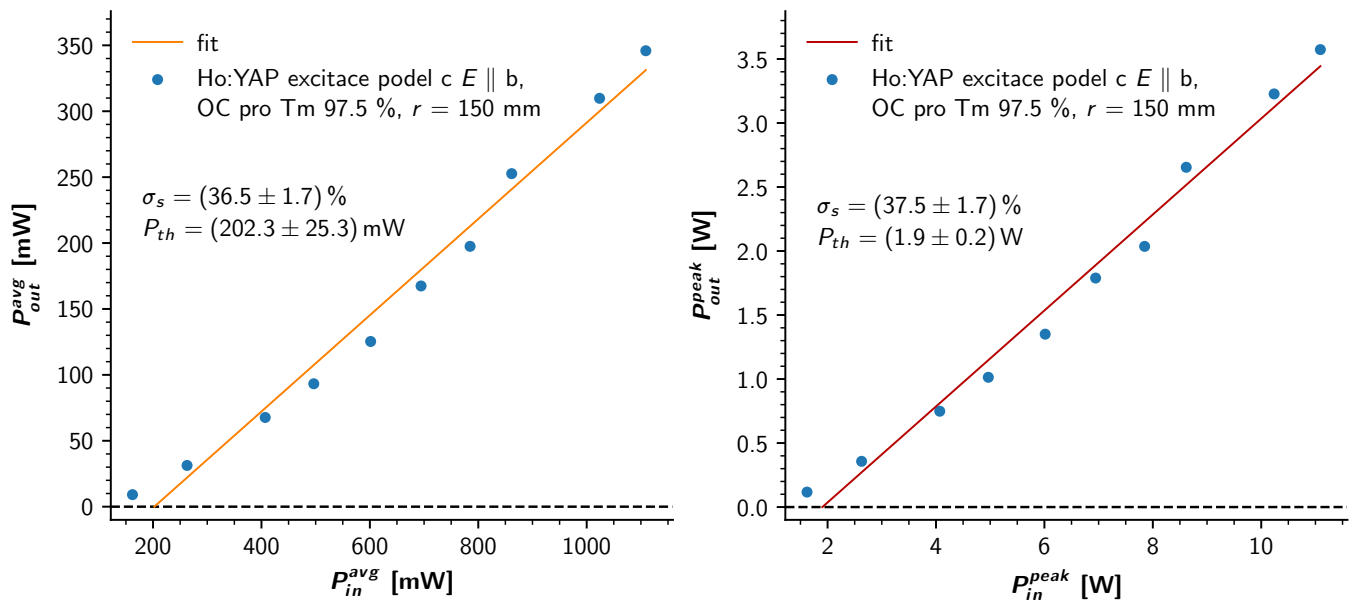 fit
Ho:YAP excitace podel c E ∥ b,
OC pro Tm 97.5 %, r = 150 mm
σ_s = (36.5 ± 1.7) %
P_th = (202.3 ± 25.3) mW
350
300
250
200
150
100
50
0
P_out^avg [mW]
200 400 600 800 1000
P_in^avg [mW]
fit
Ho:YAP excitace podel c E ∥ b,
OC pro Tm 97.5 %, r = 150 mm
σ_s = (37.5 ± 1.7) %
P_th = (1.9 ± 0.2) W
3.5
3.0
2.5
2.0
1.5
1.0
0.5
0.0
P_out^peak [W]
2 4 6 8 10
P_in^peak [W]